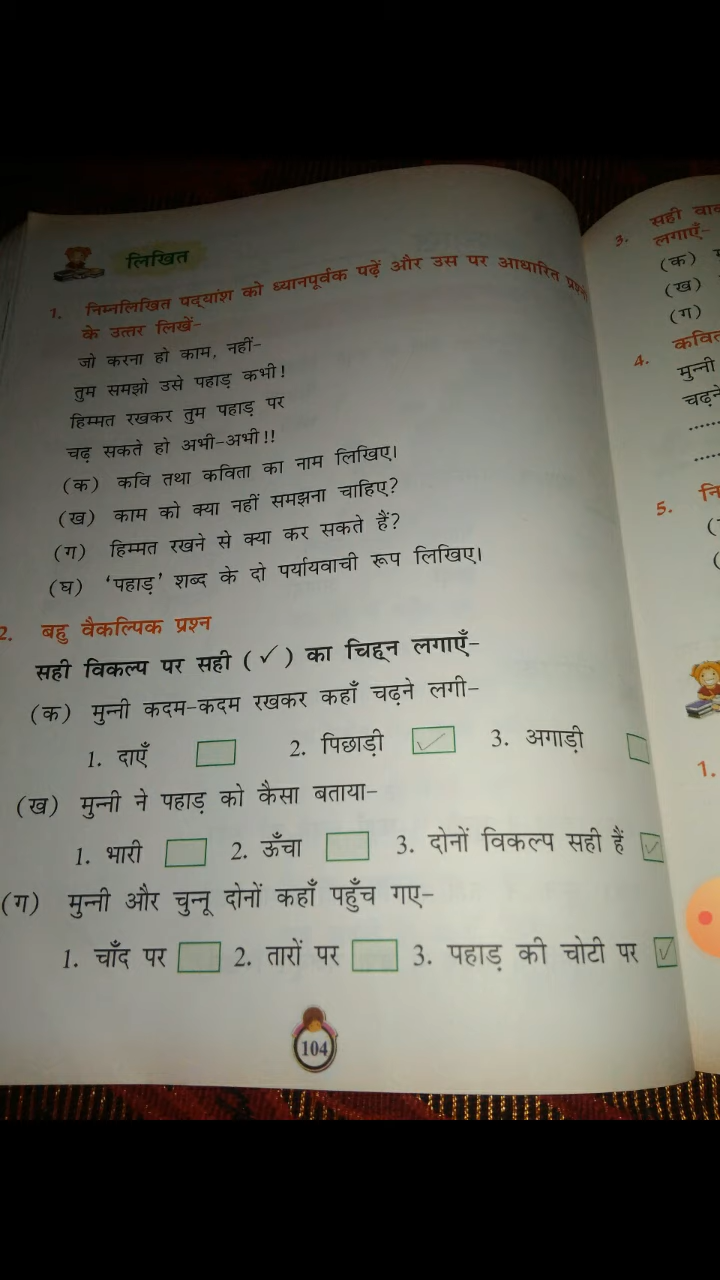 लिखित
1. निम्नलिखित पद्यांश को ध्यानपूर्वक पढ़ें और उस पर आधारित प्रश्नों
के उत्तर लिखें-
जो करना हो काम, नहीं-
तुम समझो उसे पहाड़ कभी!
हिम्मत रखकर तुम पहाड़ पर
चढ़ सकते हो अभी-अभी!!
(क) कवि तथा कविता का नाम लिखिए।
(ख) काम को क्या नहीं समझना चाहिए?
(ग) हिम्मत रखने से क्या कर सकते हैं?
(घ) 'पहाड़' शब्द के दो पर्यायवाची रूप लिखिए।
2. बहु वैकल्पिक प्रश्न
सही विकल्प पर सही (✓) का चिह्न लगाएँ-
(क) मुन्नी कदम-कदम रखकर कहाँ चढ़ने लगी-
1. दाएँ 2. पिछाड़ी ✓ 3. अगाड़ी
(ख) मुन्नी ने पहाड़ को कैसा बताया-
1. भारी 2. ऊँचा 3. दोनों विकल्प सही हैं ✓
(ग) मुन्नी और चुन्नू दोनों कहाँ पहुँच गए-
1. चाँद पर 2. तारों पर 3. पहाड़ की चोटी पर ✓
104
3. सही
लगाएँ-
(क)
(ख)
(ग)
4.
मुन्नी
5.
1.